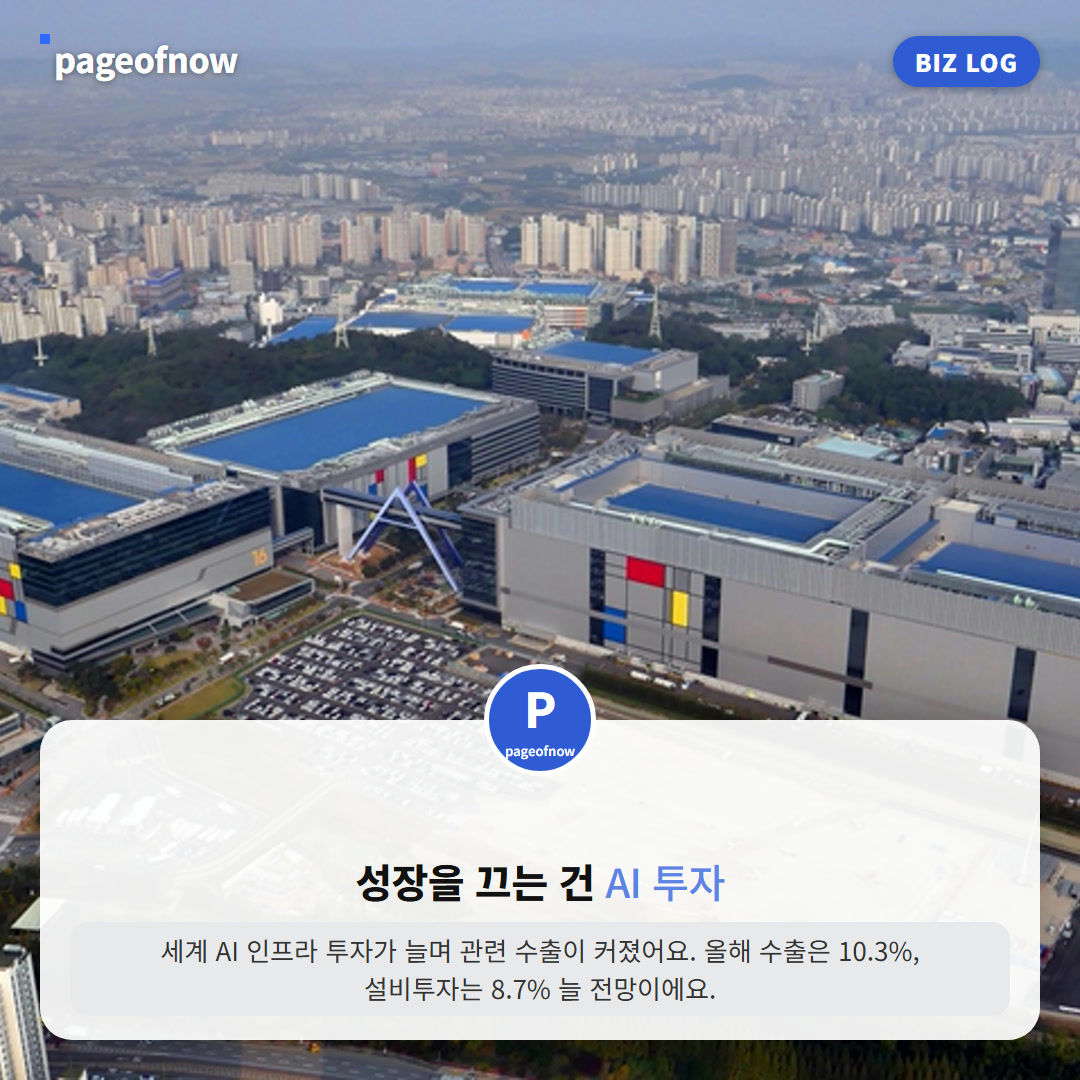 pageofnow
BIZ LOG
16
P
pageofnow
성장을 끄는 건 AI 투자
세계 AI 인프라 투자가 늘며 관련 수출이 커졌어요. 올해 수출은 10.3%,
설비투자는 8.7% 늘 전망이에요.